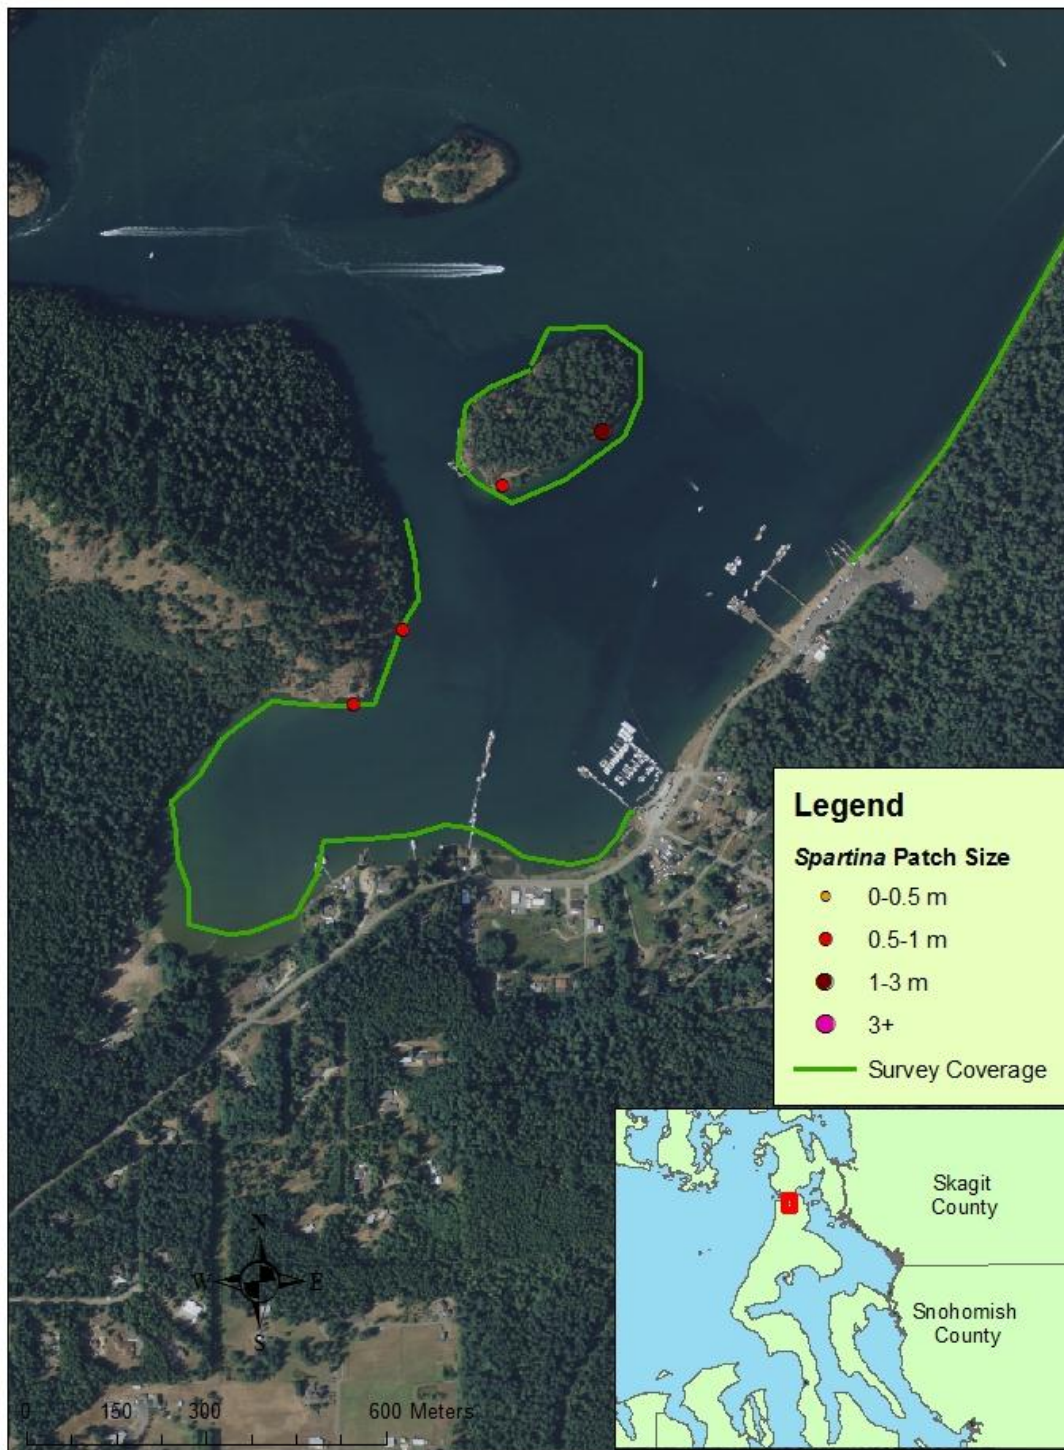 Legend
Spartina Patch Size
0-0.5 m
0.5-1 m
1-3 m
3+
Survey Coverage
Skagit
County
Snohomish
County
N
W E
S
0 150 300 600 Meters